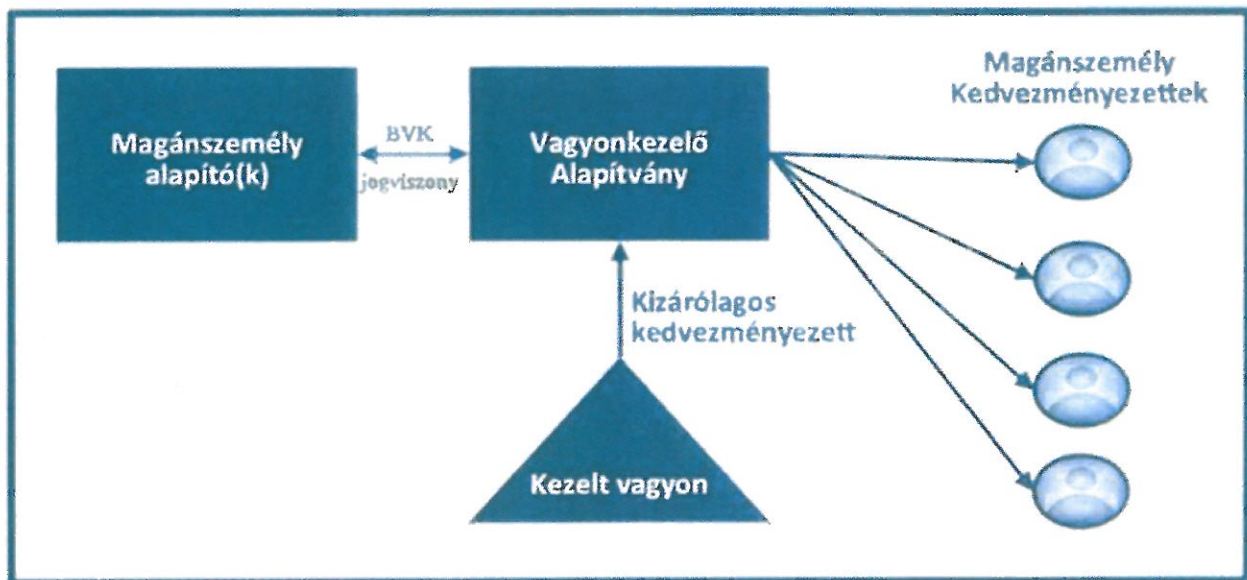 Magánszemély
alapító(k)
BVK
jogviszony
Vagyonkezelő
Alapítvány
Magánszemély
Kedvezményezettek
Kizárólagos
kedvezményezett
Kezelt vagyon